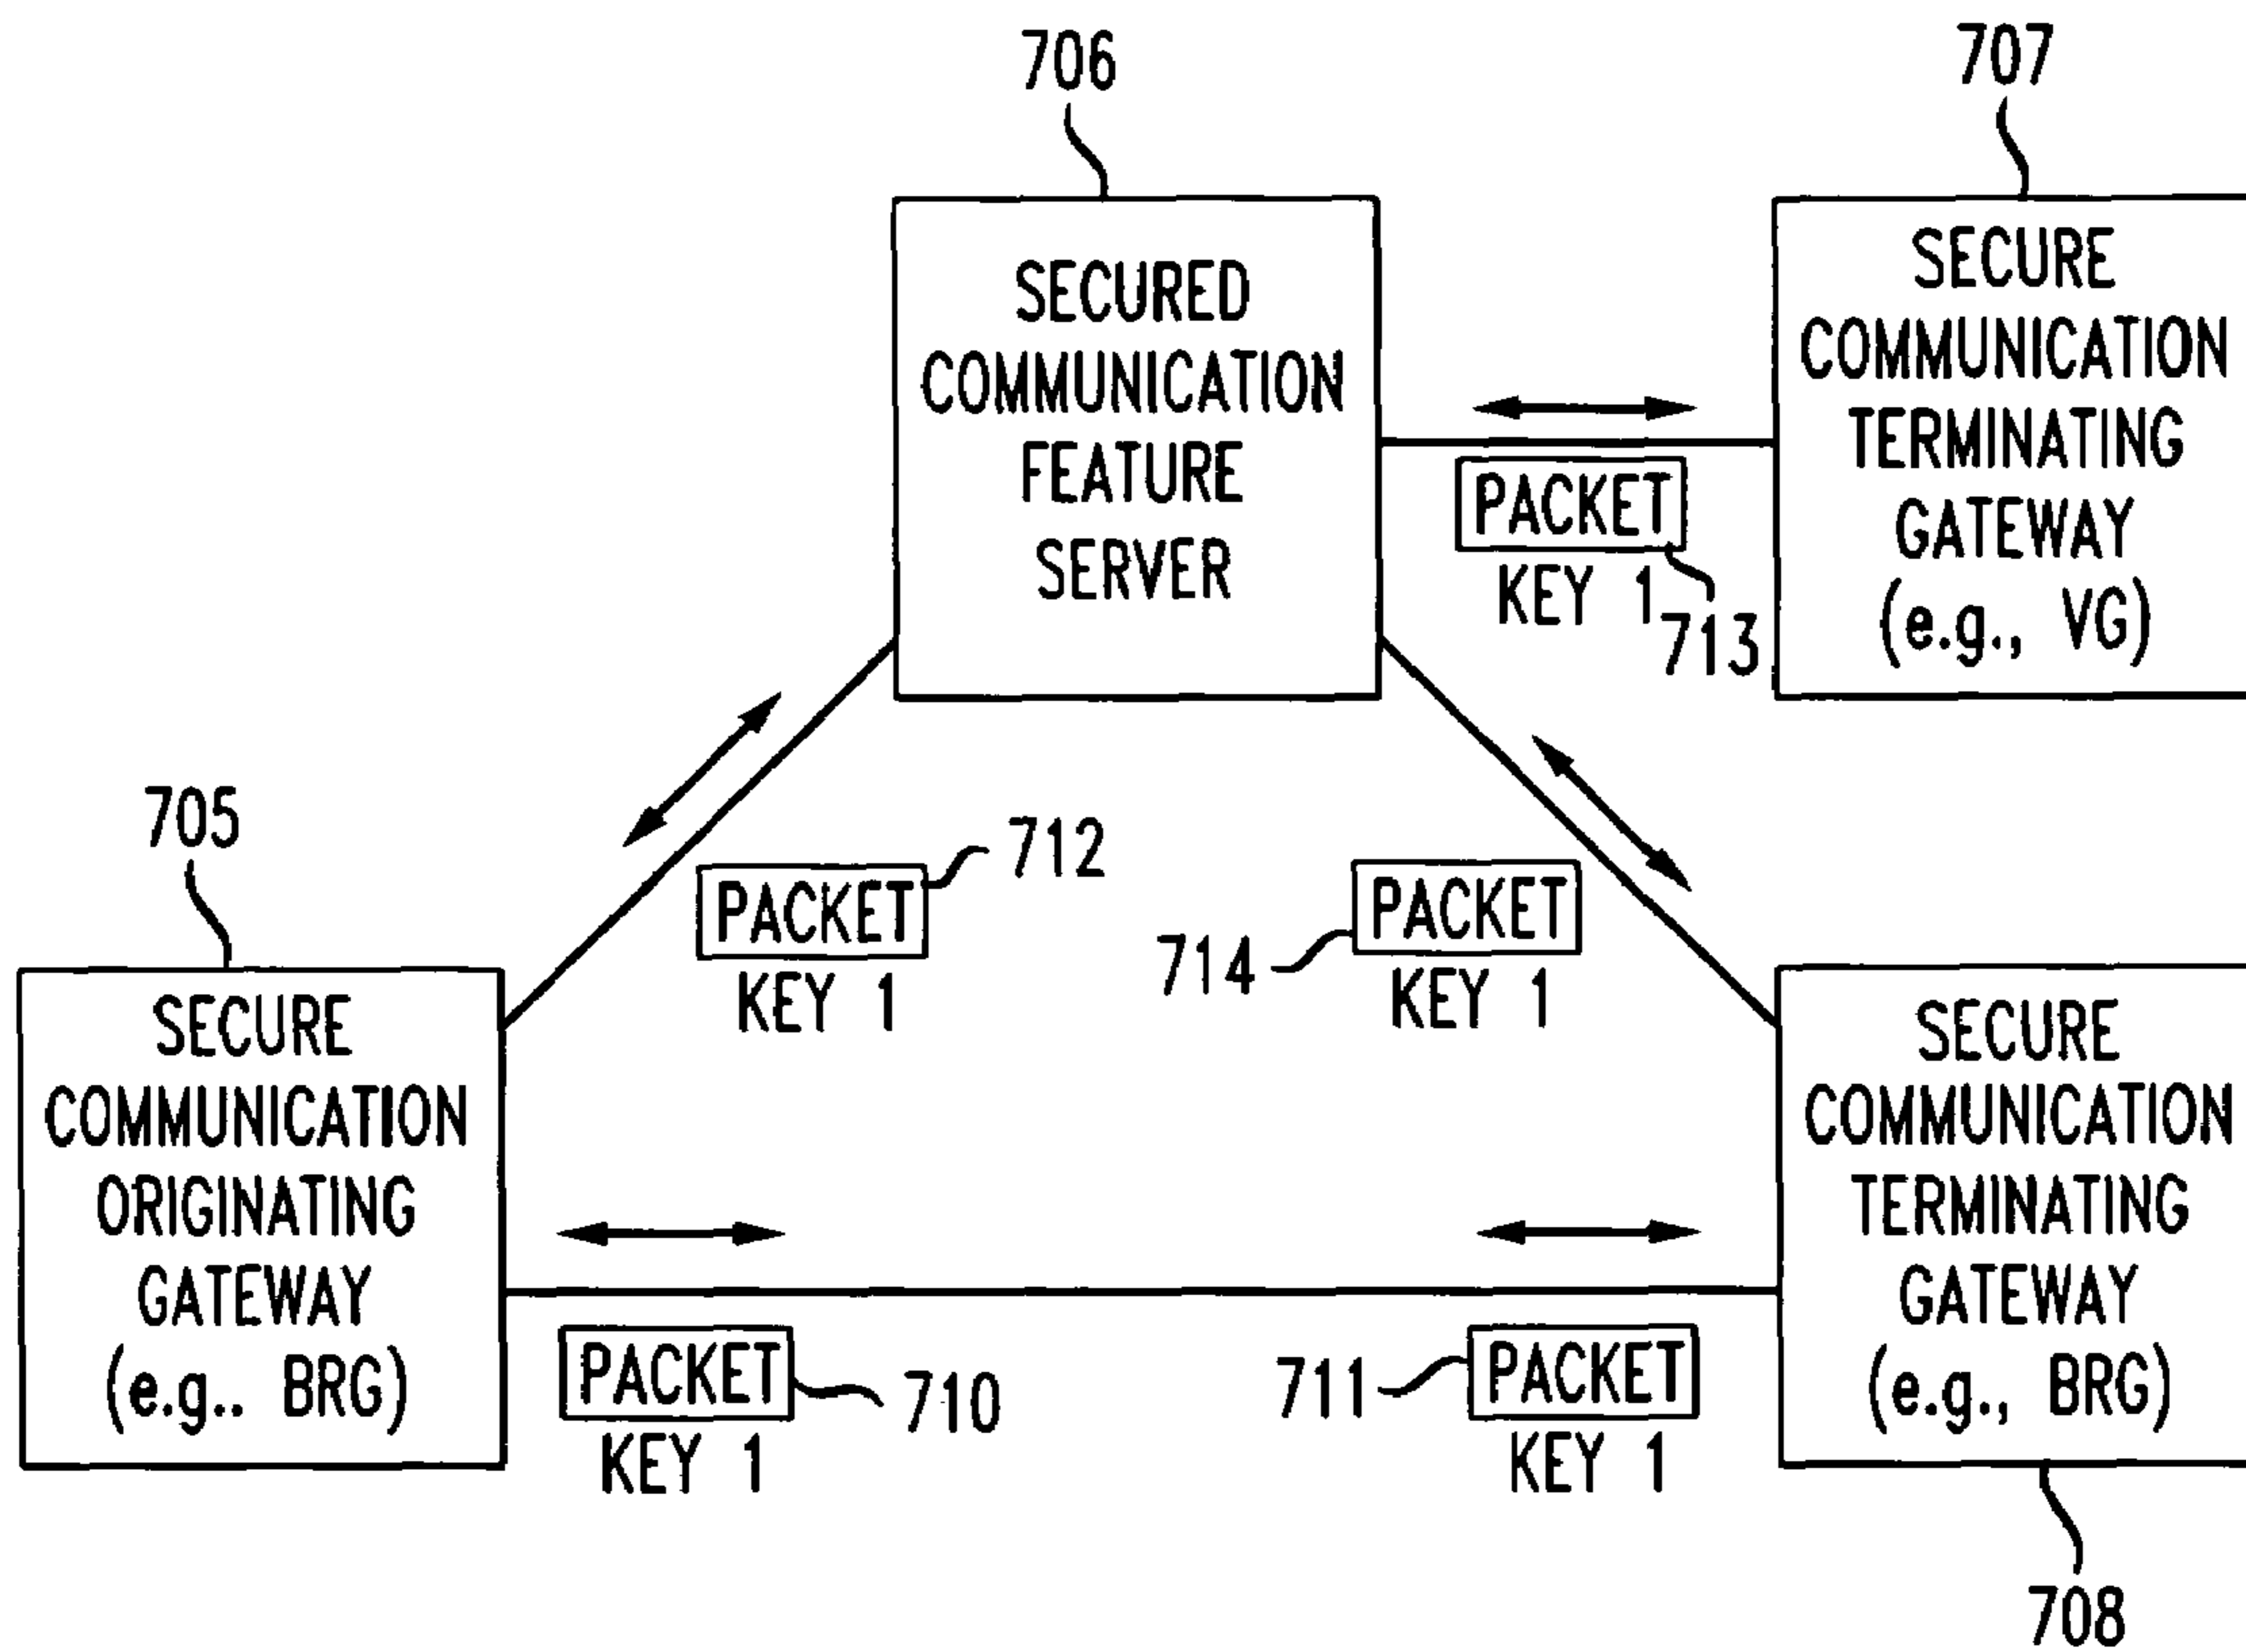 706
707
SECURED
COMMUNICATION
FEATURE
SERVER
SECURE
COMMUNICATION
TERMINATING
GATEWAY
(e.g., VG)
PACKET
KEY 1
713
705
712
PACKET
KEY 1
714
PACKET
KEY 1
SECURE
COMMUNICATION
ORIGINATING
GATEWAY
(e.g.. BRG)
SECURE
COMMUNICATION
TERMINATING
GATEWAY
(e.g., BRG)
PACKET
710
KEY 1
711
PACKET
KEY 1
708